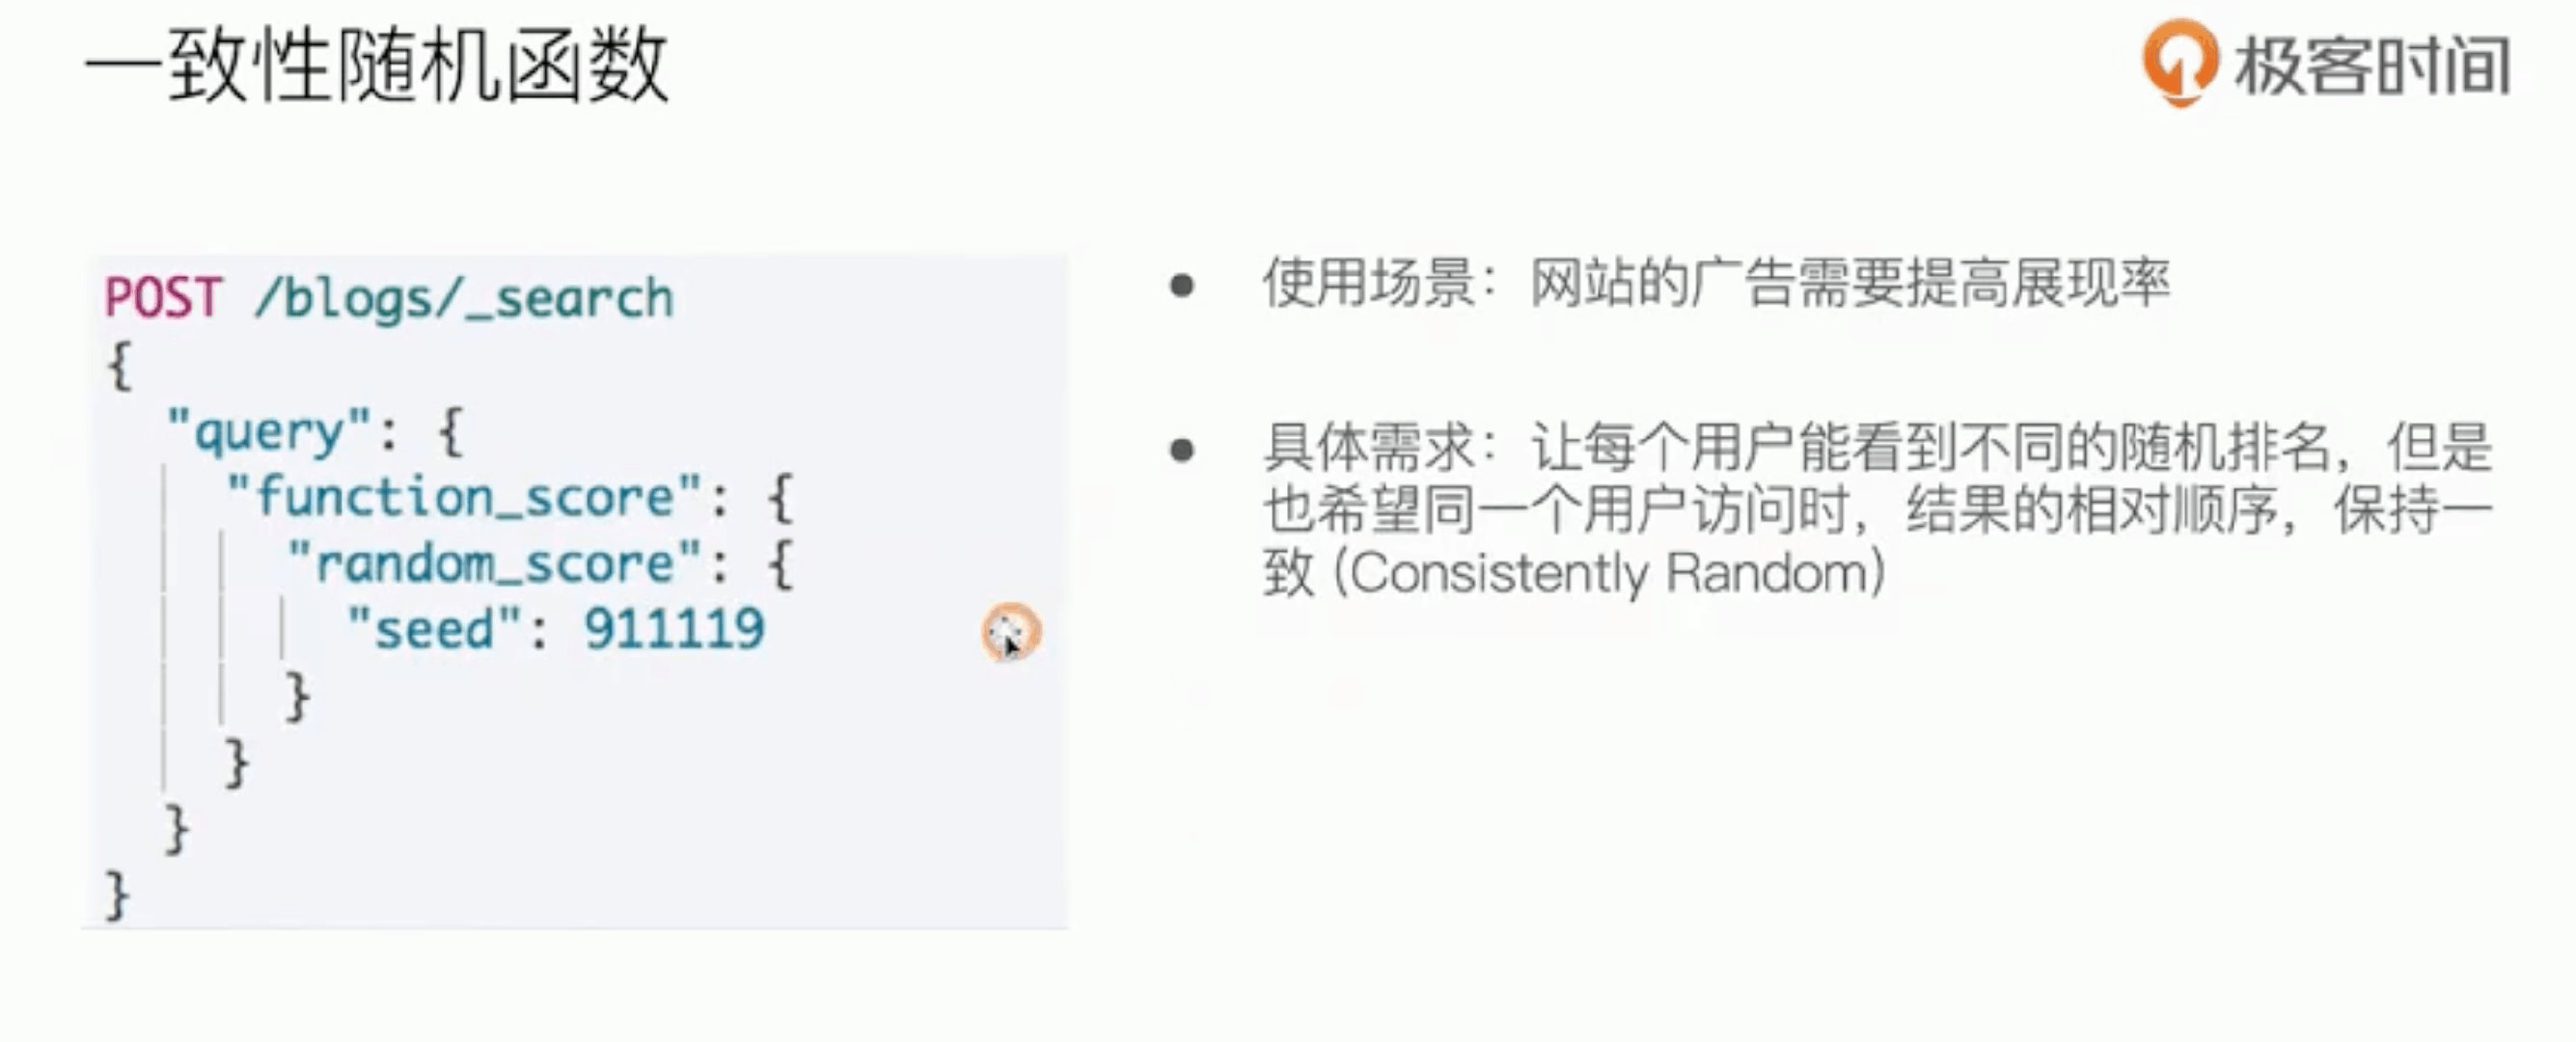 一致性随机函数
极客时间
POST /blogs/_search
{
"query": {
"function_score": {
"random_score": {
"seed": 911119
}
}
}
}
使用场景：网站的广告需要提高展现率
具体需求：让每个用户能看到不同的随机排名，但是
也希望同一个用户访问时，结果的相对顺序，保持一
致 (Consistently Random)